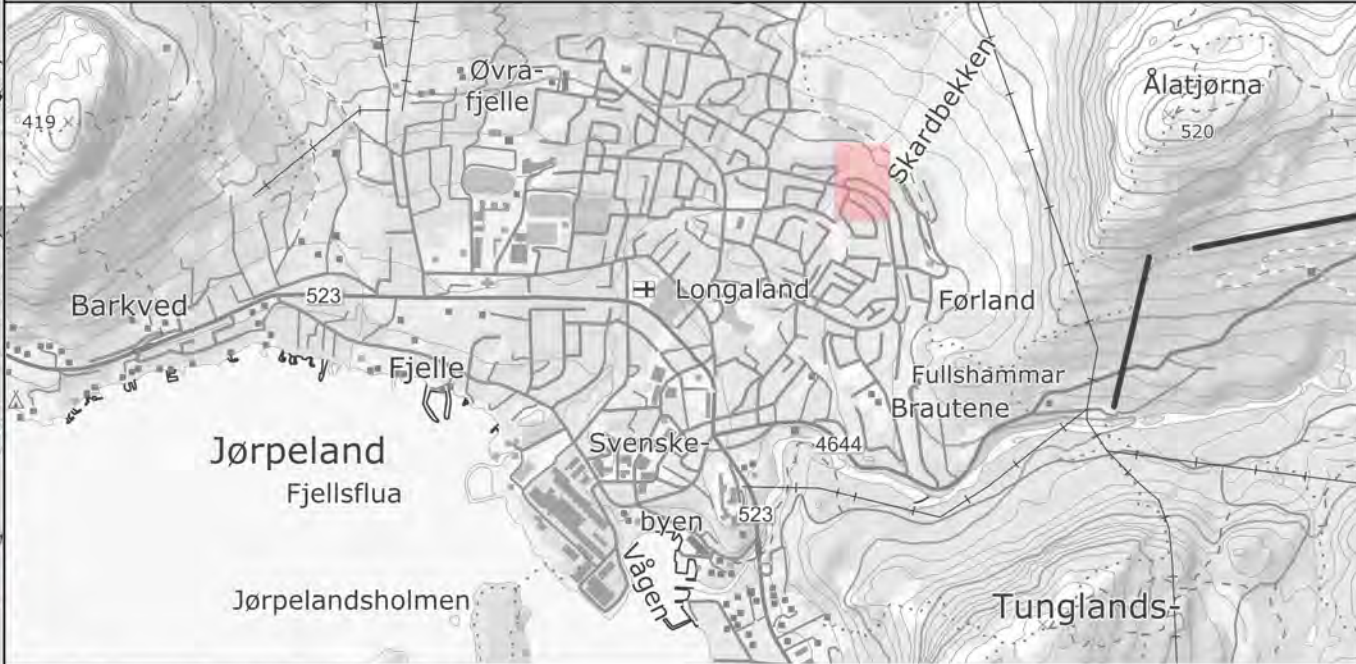 Øvra-
fjelle
Skardbekken
Ålatjørna
419
520
Barkved
523
Longaland
Førland
Fjelle
Fullshammar
Brautene
Jørpeland
Svenske-
4644
Fjellsflua
byen
523
Vågen
Jørpelandsholmen
Tunglands-